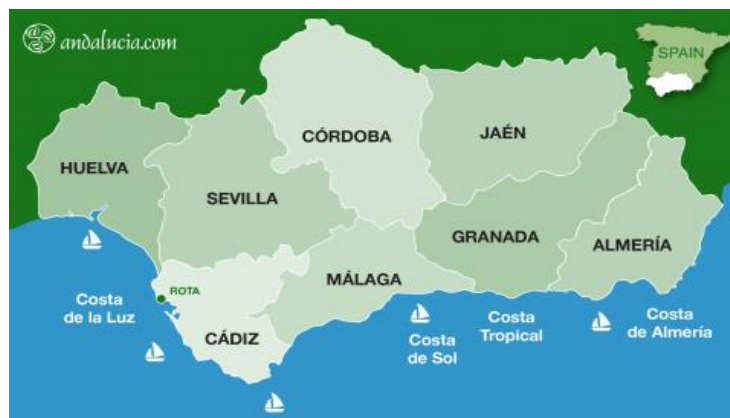 andalucia.com
SPAIN
CÓRDOBA
JAÉN
HUELVA
SEVILLA
GRANADA
ALMERÍA
MÁLAGA
ROTA
Costa
de la Luz
CÁDIZ
Costa
de Sol
Costa
Tropical
Costa
de Almería